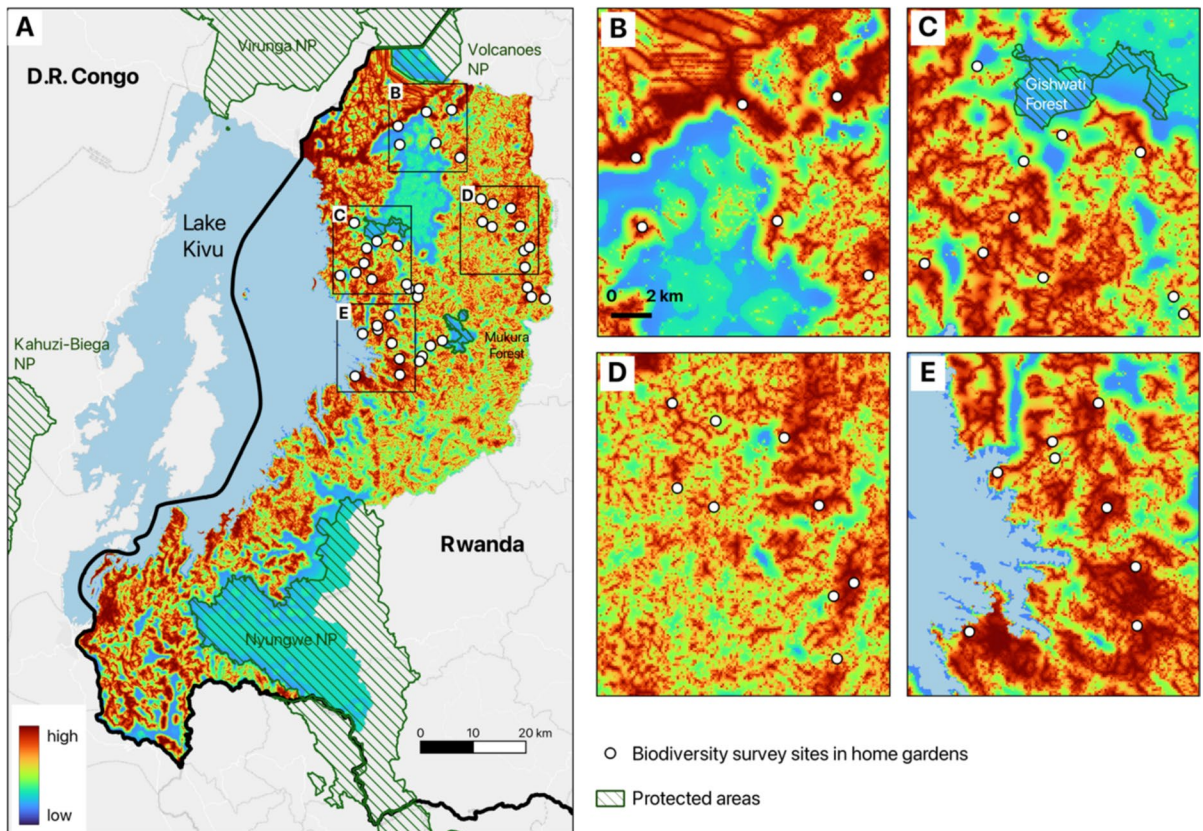 A
Virunga NP
Volcanoes
NP
D.R. Congo
B
D
Lake
Kivu
C
E
Mukura
Forest
Kahuzi-Biega
NP
Rwanda
Nyungwe NP
high
low
0 10 20 km
B
0 2 km
C
Gishwati
Forest
D
E
Biodiversity survey sites in home gardens
Protected areas